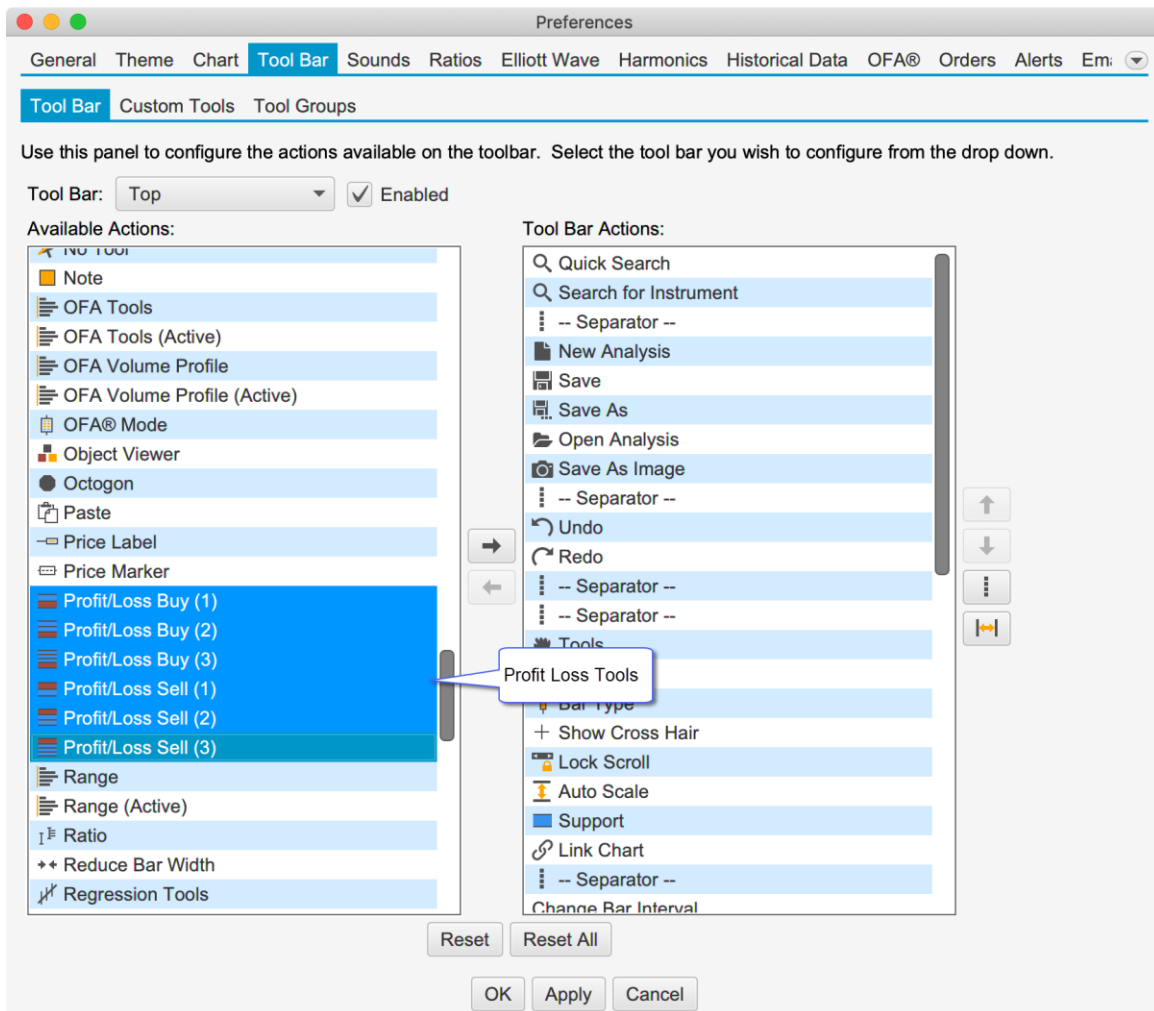 Preferences
General Theme Chart Tool Bar Sounds Ratios Elliott Wave Harmonics Historical Data OFA® Orders Alerts
Tool Bar Custom Tools Tool Groups
Use this panel to configure the actions available on the toolbar. Select the tool bar you wish to configure from the drop down.
Tool Bar: Top Enabled
Available Actions:
No Tool
Note
OFA Tools
OFA Tools (Active)
OFA Volume Profile
OFA Volume Profile (Active)
OFA® Mode
Object Viewer
Octogon
Paste
Price Label
Price Marker
Profit/Loss Buy (1)
Profit/Loss Buy (2)
Profit/Loss Buy (3)
Profit/Loss Sell (1)
Profit/Loss Sell (2)
Profit/Loss Sell (3)
Range
Range (Active)
Ratio
Reduce Bar Width
Regression Tools
Tool Bar Actions:
Quick Search
Search for Instrument
-- Separator --
New Analysis
Save
Save As
Open Analysis
Save As Image
-- Separator --
Undo
Redo
-- Separator --
-- Separator --
Tools
Profit Loss Tools
Bar Type
Show Cross Hair
Lock Scroll
Auto Scale
Support
Link Chart
-- Separator --
Change Bar Interval
Reset Reset All
OK Apply Cancel